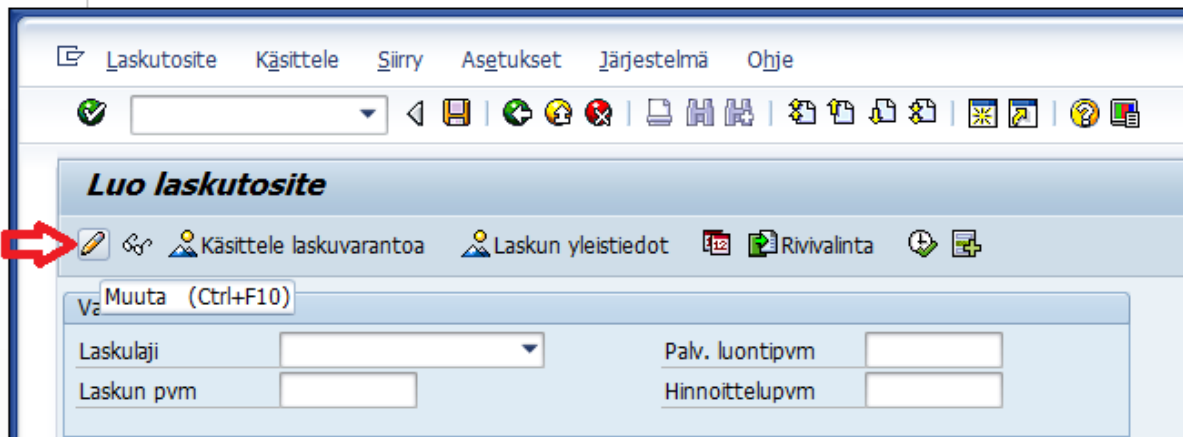 Laskutosite Käsittele Siirry Asetukset Järjestelmä Ohje
Luo laskutosite
Käsittele laskuvarantoa Laskun yleistiedot Rivivalinta
Muuta (Ctrl+F10)
Laskulaji Palv. luontipvm
Laskun pvm Hinnoittelupvm